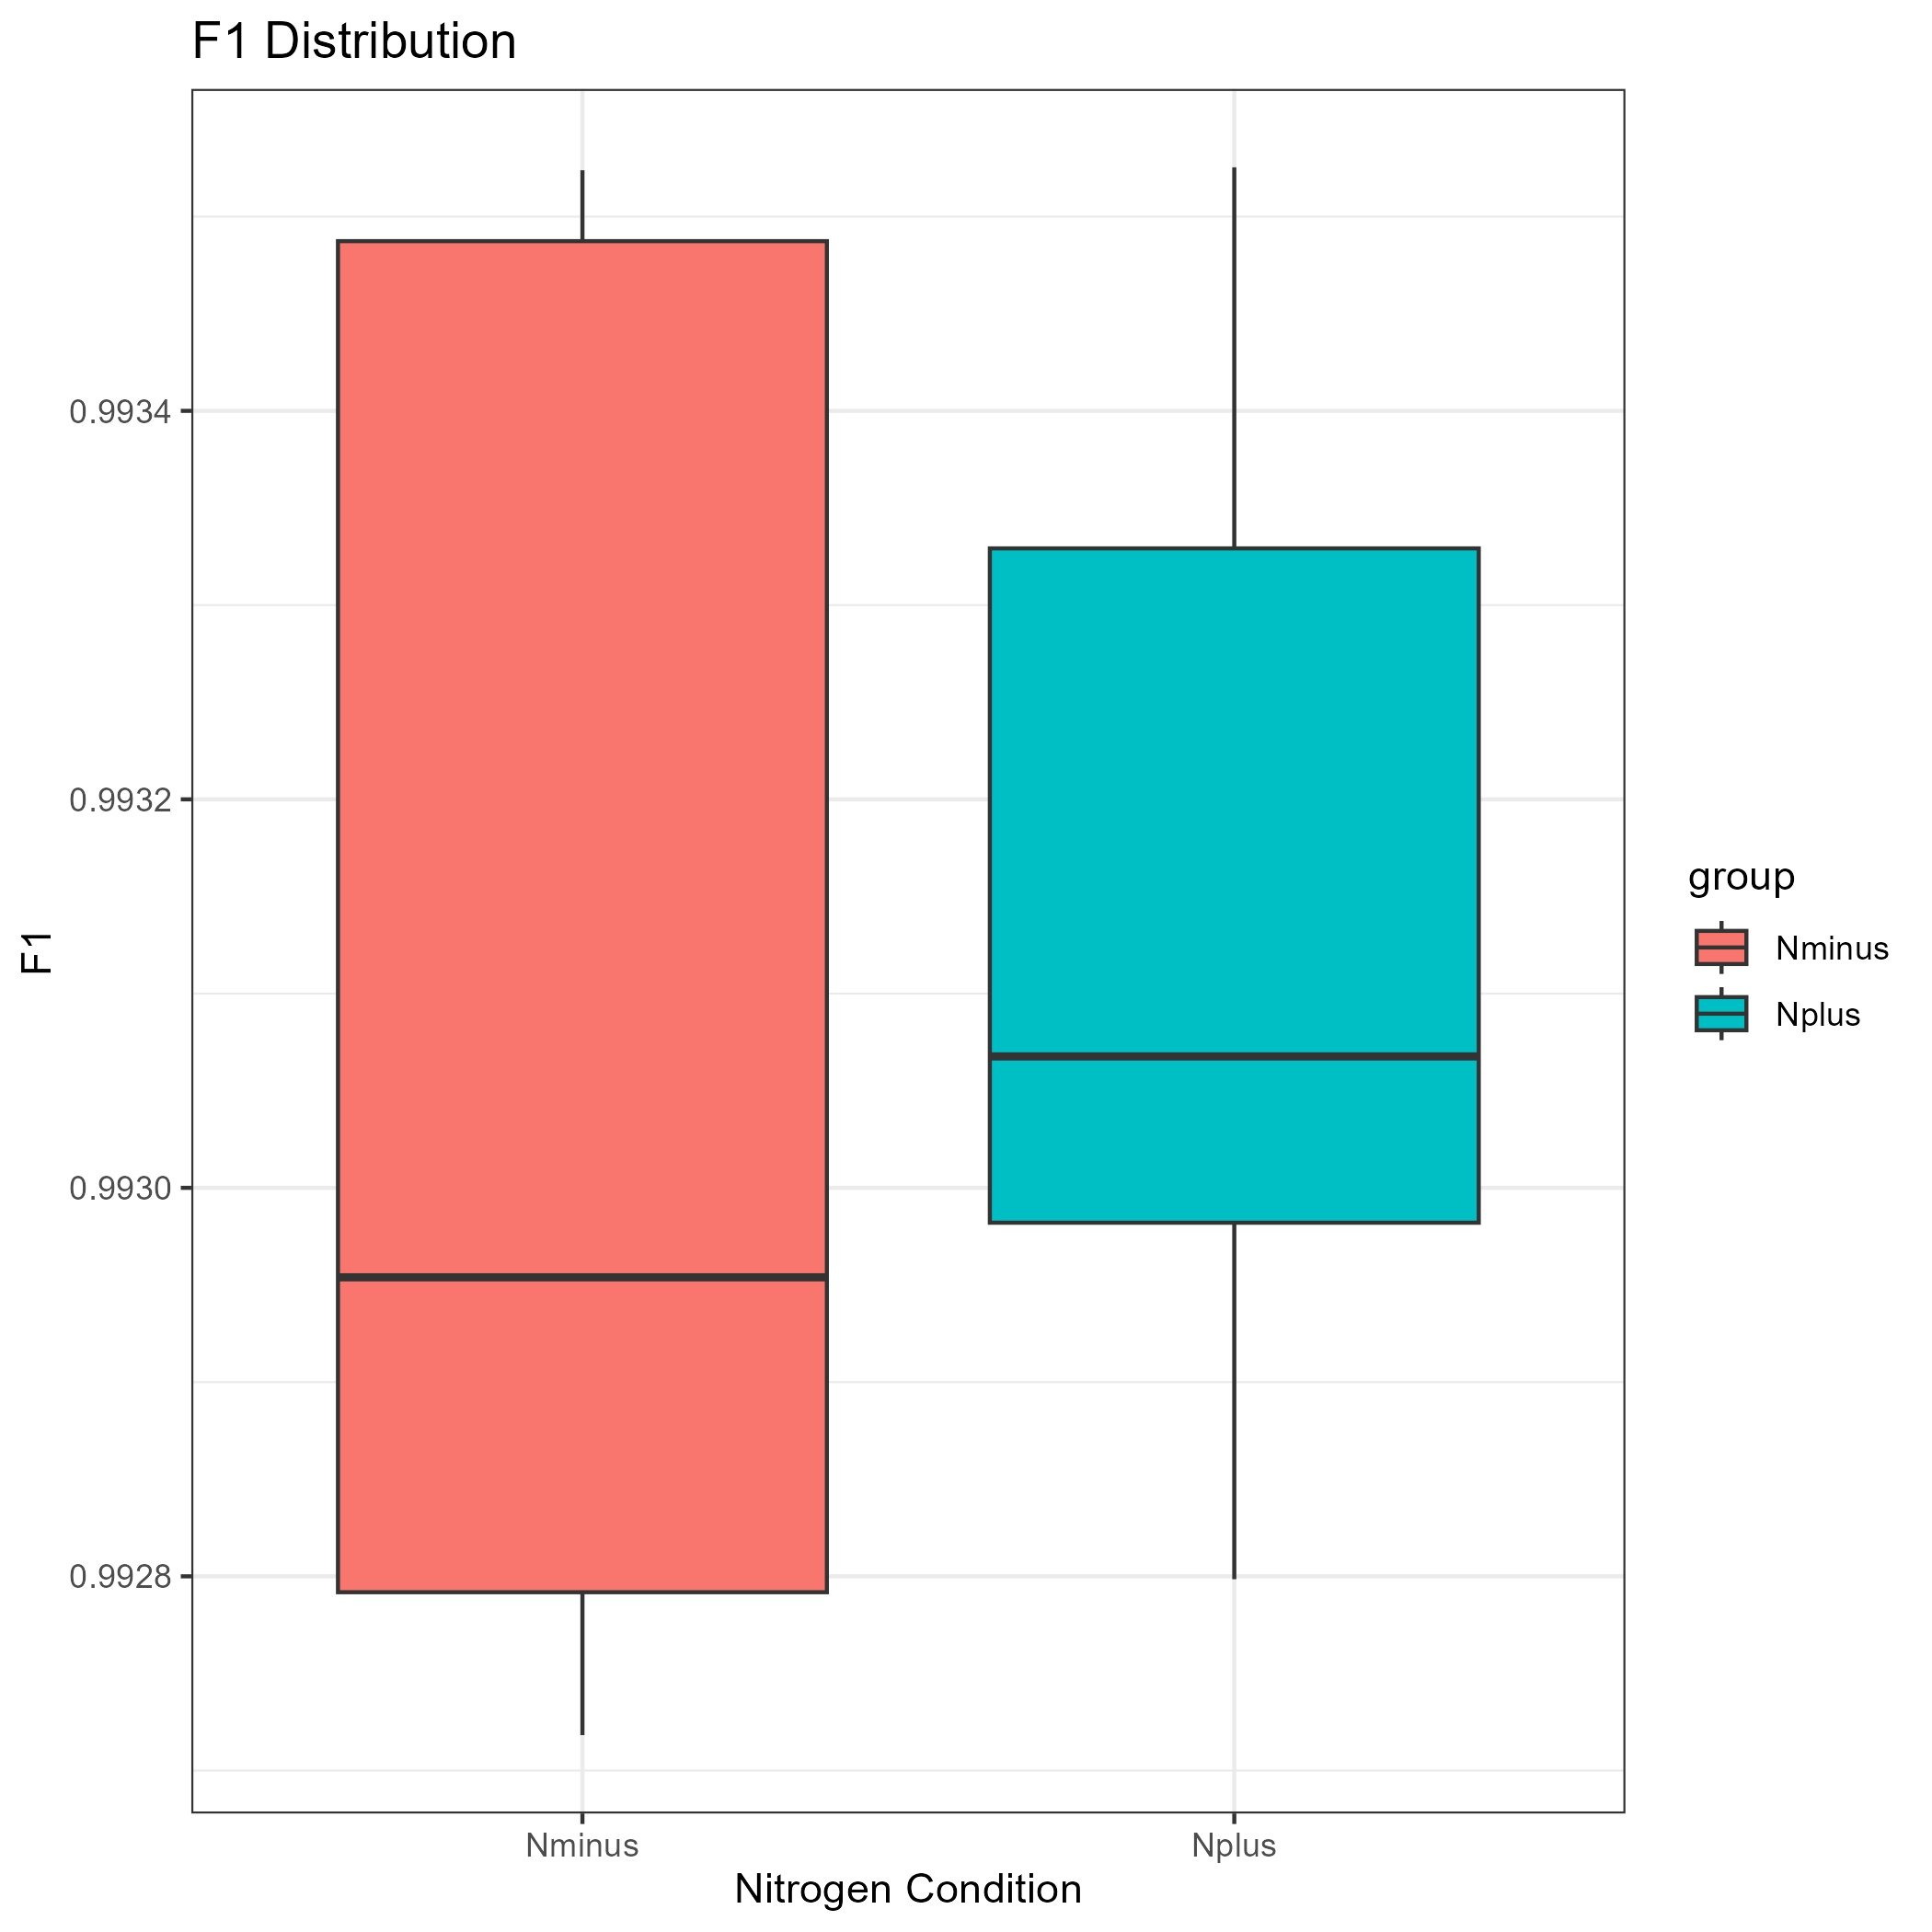 F1 Distribution
F1
0.9934
0.9932
0.9930
0.9928
Nminus
Nplus
Nitrogen Condition
group
Nminus
Nplus